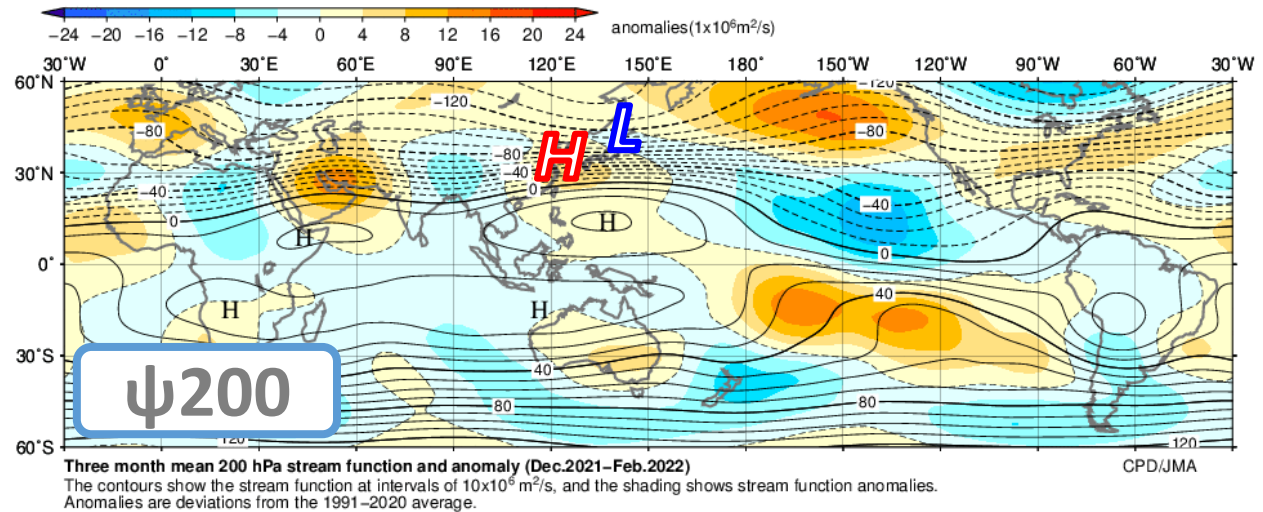 anomalies(1x10⁶m²/s)
−24 −20 −16 −12 −8 −4 0 4 8 12 16 20 24
30˚W 0˚ 30˚E 60˚E 90˚E 120˚E 150˚E 180˚ 150˚W 120˚W 90˚W 60˚W 30˚W
60˚N
−120 −120
L
−80 −80
H −80
30˚N −40
−40 0
−40
0 H
H 0
0˚
40
H H
30˚S
40
ψ200
80 80
120 120
60˚S
Three month mean 200 hPa stream function and anomaly (Dec.2021−Feb.2022) CPD/JMA
The contours show the stream function at intervals of 10x10⁶ m²/s, and the shading shows stream function anomalies.
Anomalies are deviations from the 1991−2020 average.